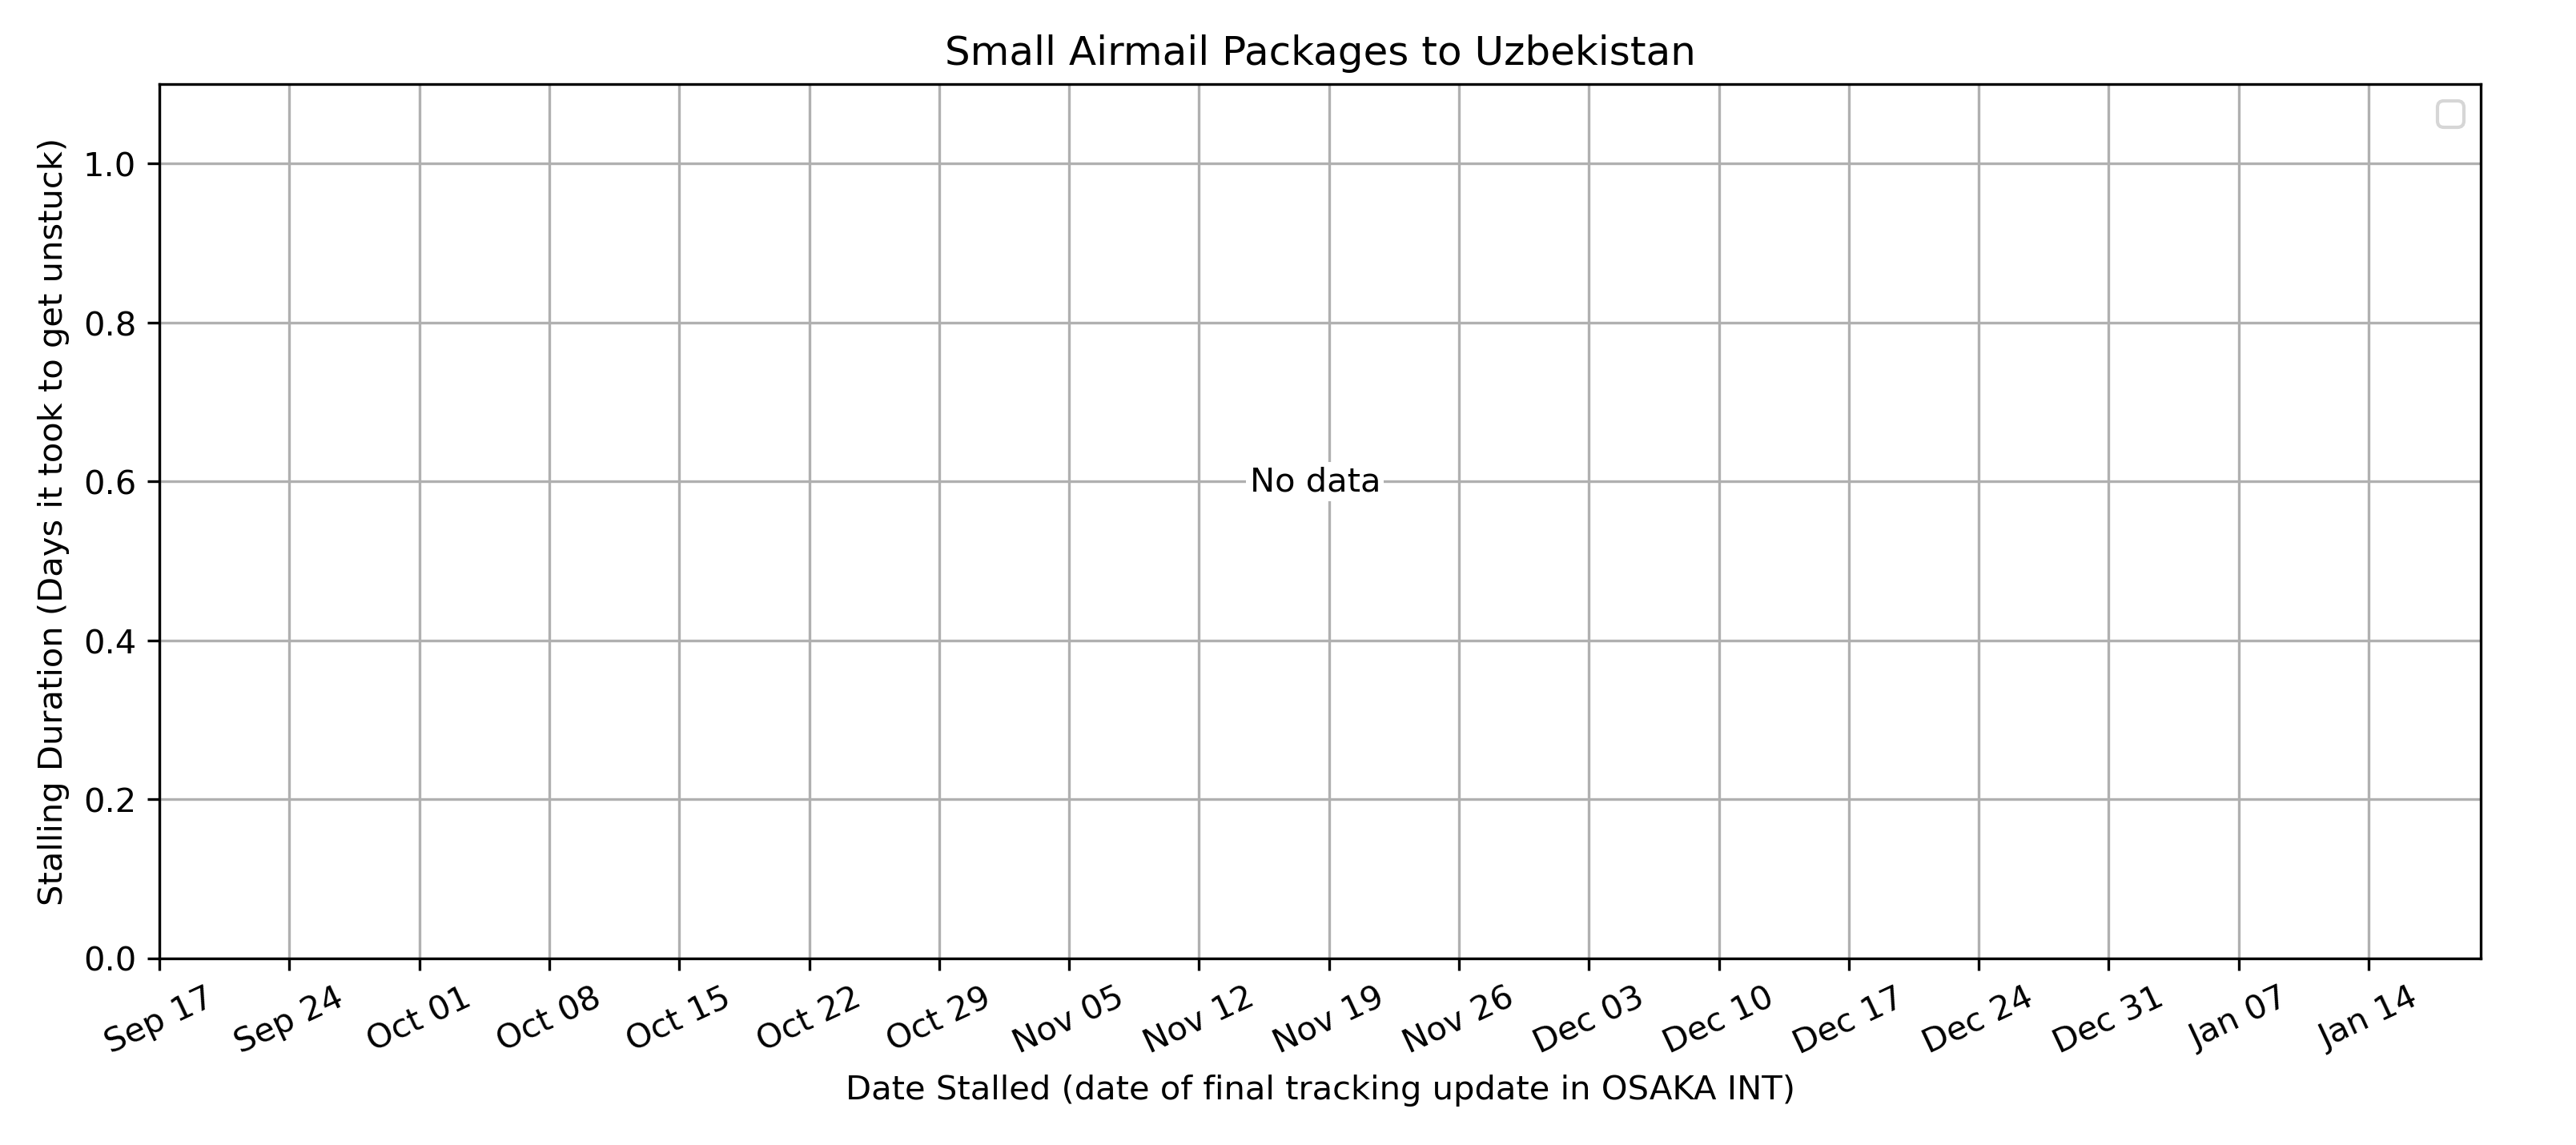 Small Airmail Packages to Uzbekistan
Stalling Duration (Days it took to get unstuck)
1.0
0.8
0.6
0.4
0.2
0.0
No data
Sep 17
Sep 24
Oct 01
Oct 08
Oct 15
Oct 22
Oct 29
Nov 05
Nov 12
Nov 19
Nov 26
Dec 03
Dec 10
Dec 17
Dec 24
Dec 31
Jan 07
Jan 14
Date Stalled (date of final tracking update in OSAKA INT)